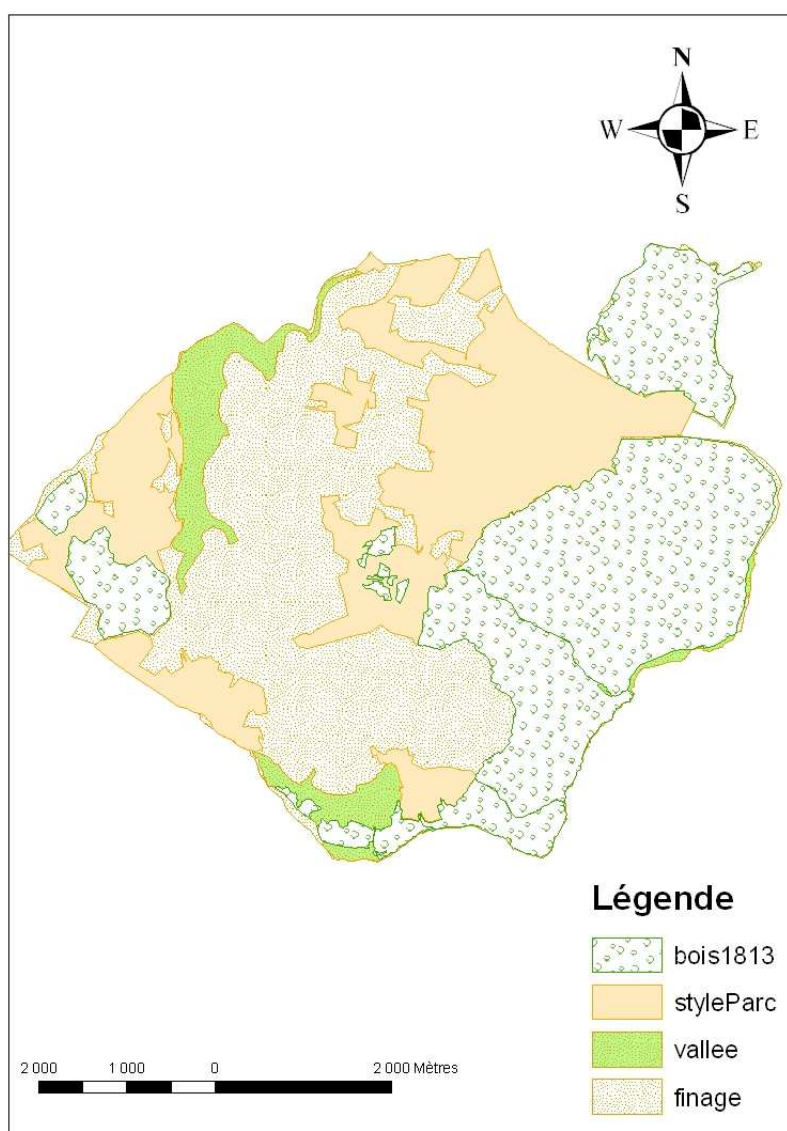 N
W E
S
Légende
bois1813
styleParc
vallee
finage
2 000 1 000 0 2 000 Mètres